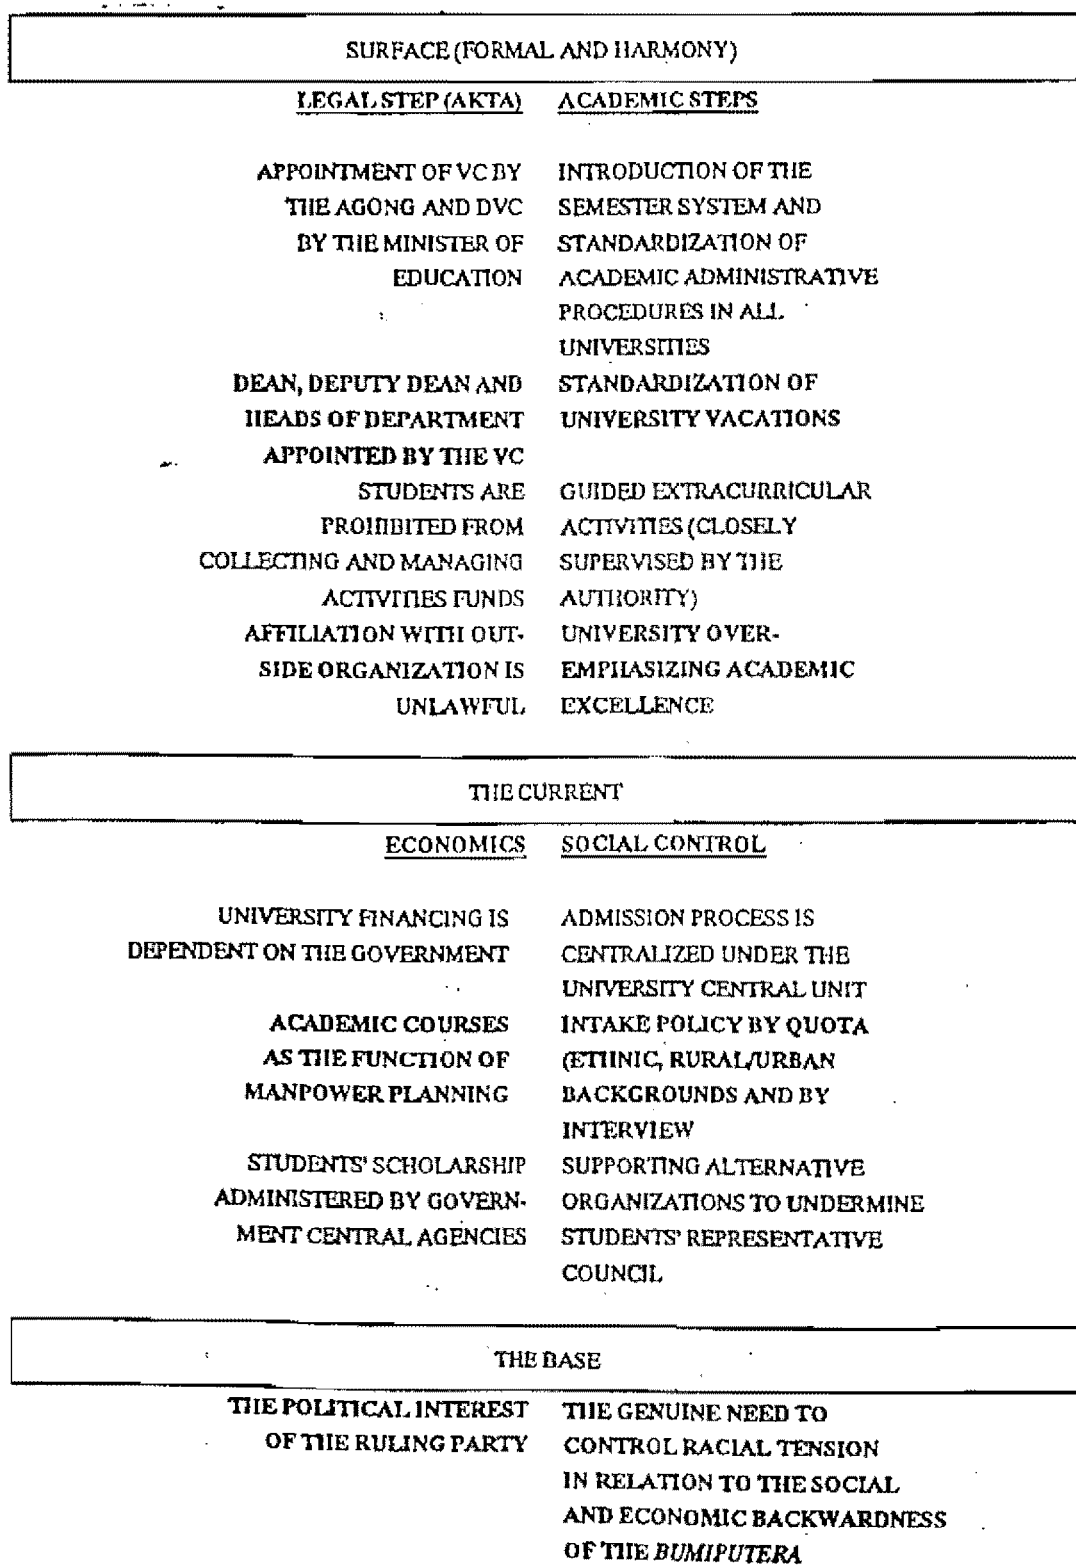 SURFACE (FORMAL AND HARMONY)
LEGAL STEP (AKTA) ACADEMIC STEPS
APPOINTMENT OF VC BY INTRODUCTION OF THE
THE AGONG AND DVC SEMESTER SYSTEM AND
BY THE MINISTER OF STANDARDIZATION OF
EDUCATION ACADEMIC ADMINISTRATIVE
PROCEDURES IN ALL
UNIVERSITIES
DEAN, DEPUTY DEAN AND STANDARDIZATION OF
HEADS OF DEPARTMENT UNIVERSITY VACATIONS
APPOINTED BY THE VC
STUDENTS ARE GUIDED EXTRACURRICULAR
PROHIBITED FROM ACTIVITIES (CLOSELY
COLLECTING AND MANAGING SUPERVISED BY THE
ACTIVITIES FUNDS AUTHORITY)
AFFILIATION WITH OUT- UNIVERSITY OVER-
SIDE ORGANIZATION IS EMPHASIZING ACADEMIC
UNLAWFUL EXCELLENCE
THE CURRENT
ECONOMICS SOCIAL CONTROL
UNIVERSITY FINANCING IS ADMISSION PROCESS IS
DEPENDENT ON THE GOVERNMENT CENTRALIZED UNDER THE
UNIVERSITY CENTRAL UNIT
ACADEMIC COURSES INTAKE POLICY BY QUOTA
AS THE FUNCTION OF (ETHNIC, RURAL/URBAN
MANPOWER PLANNING BACKGROUNDS AND BY
INTERVIEW
STUDENTS' SCHOLARSHIP SUPPORTING ALTERNATIVE
ADMINISTERED BY GOVERN- ORGANIZATIONS TO UNDERMINE
MENT CENTRAL AGENCIES STUDENTS' REPRESENTATIVE
COUNCIL
THE BASE
THE POLITICAL INTEREST THE GENUINE NEED TO
OF THE RULING PARTY CONTROL RACIAL TENSION
IN RELATION TO THE SOCIAL
AND ECONOMIC BACKWARDNESS
OF THE BUMIPUTERA